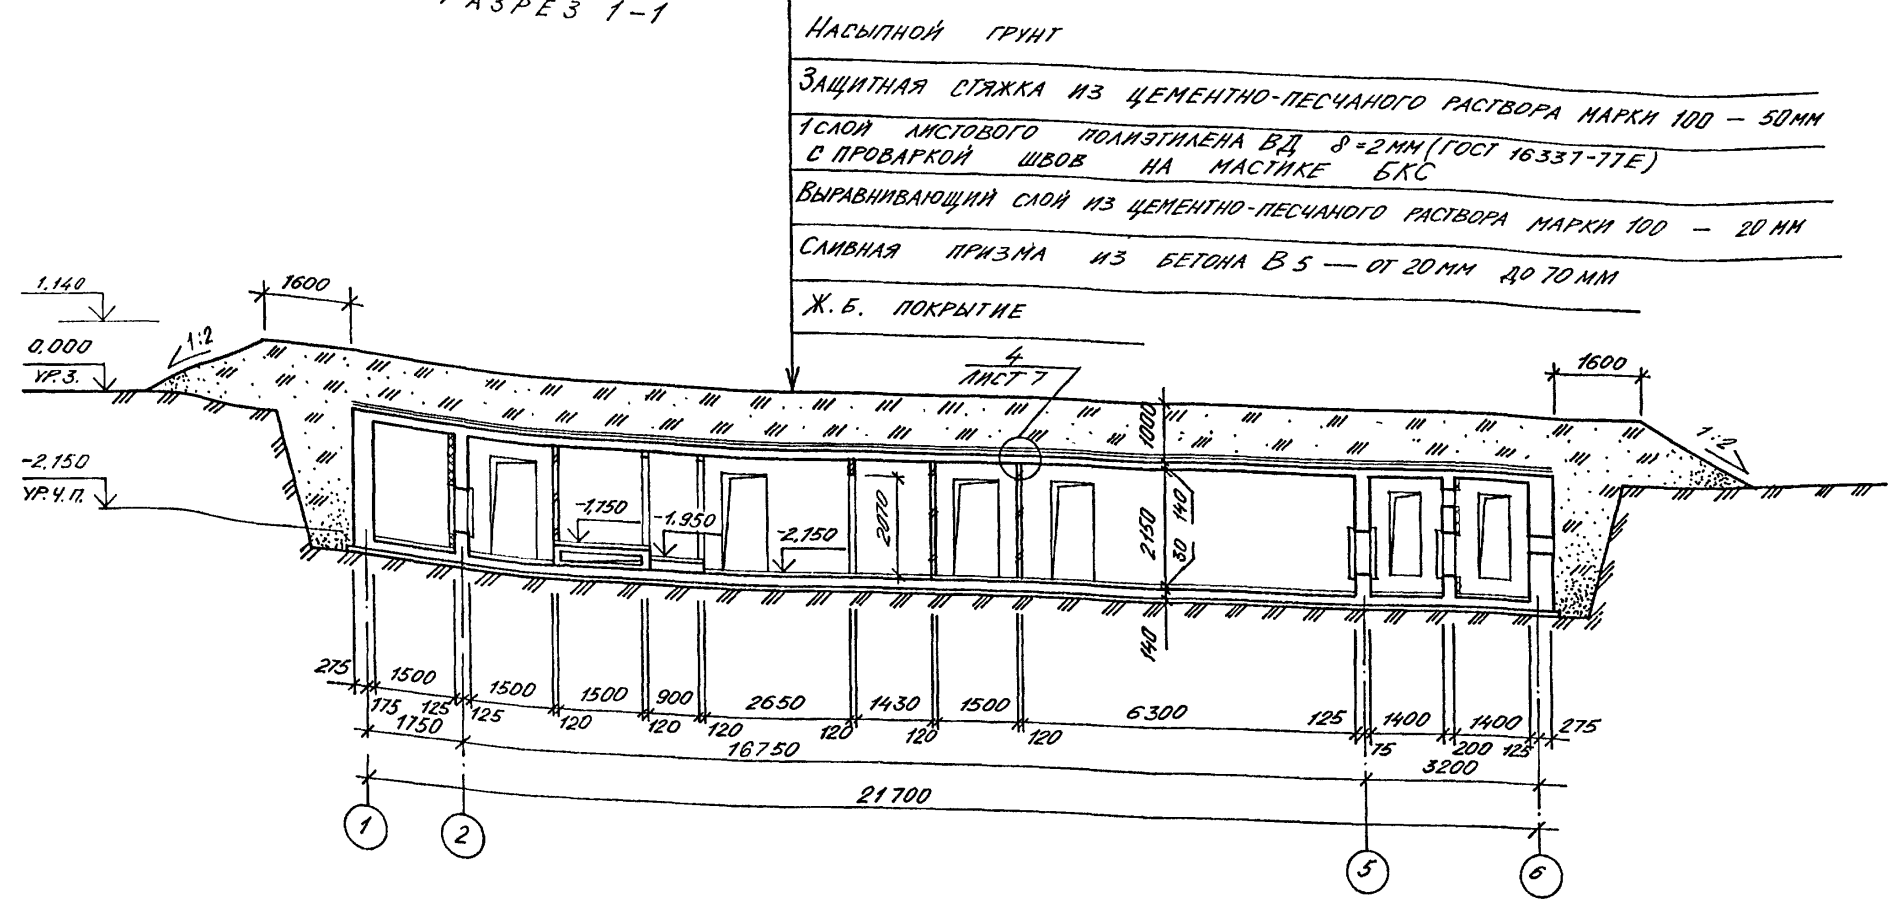 РАЗРЕЗ 1-1
НАСЫПНОЙ ГРУНТ
ЗАЩИТНАЯ СТЯЖКА ИЗ ЦЕМЕНТНО-ПЕСЧАНОГО РАСТВОРА МАРКИ 100 — 50ММ
1 СЛОЙ ЛИСТОВОГО ПОЛИЭТИЛЕНА ВД δ=2ММ (ГОСТ 16337-77Е)
С ПРОВАРКОЙ ШВОВ НА МАСТИКЕ БКС
ВЫРАВНИВАЮЩИЙ СЛОЙ ИЗ ЦЕМЕНТНО-ПЕСЧАНОГО РАСТВОРА МАРКИ 100 — 20 ММ
СЛИВНАЯ ПРИЗМА ИЗ БЕТОНА В 5 — ОТ 20ММ ДО 70ММ
Ж.Б. ПОКРЫТИЕ
1.140
1600
1:2
0.000
УР.З.
4
ЛИСТ 7
1600
1:2
1000
-2.150
УР.Ч.П.
-1,750
-1.950
-2.150
2070
2150
140
30
140
275 1500 1500 1500 900 2650 1430 1500 6300 125 1400 1400 275
175 125 125 120 120 120 120 120 120 75 200 125
1750 16750 3200
21700
1 2 5 6